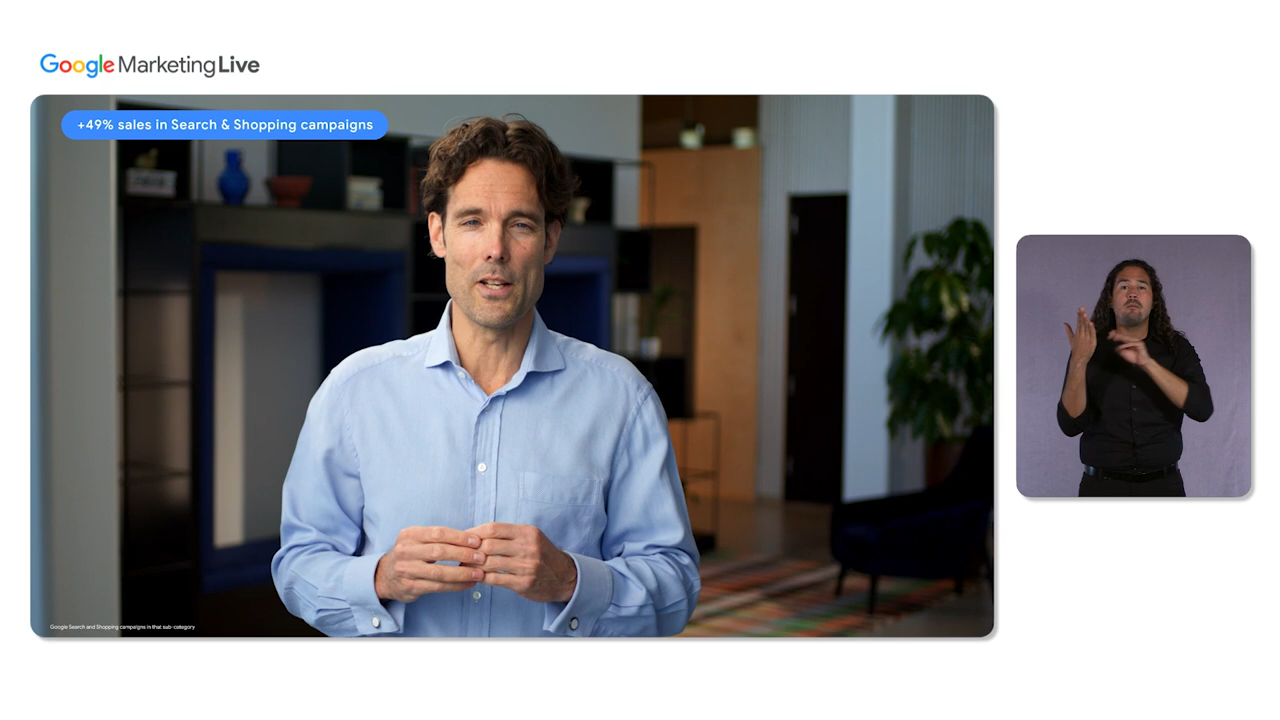 Google Marketing Live
+49% sales in Search & Shopping campaigns
Google Search and Shopping campaigns in that sub-category